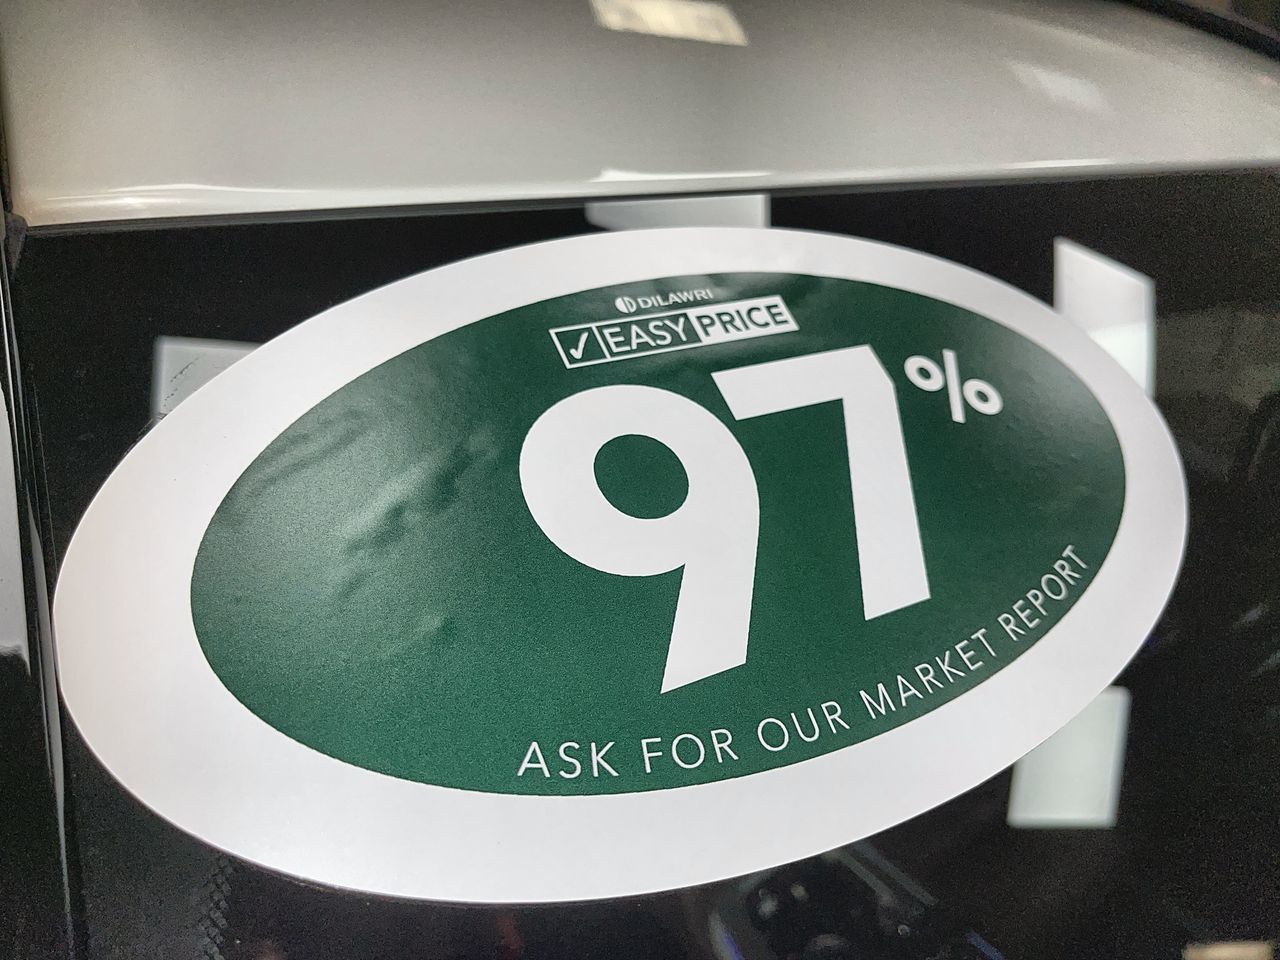 DILAWRI
✓ EASY PRICE
97%
ASK FOR OUR MARKET REPORT